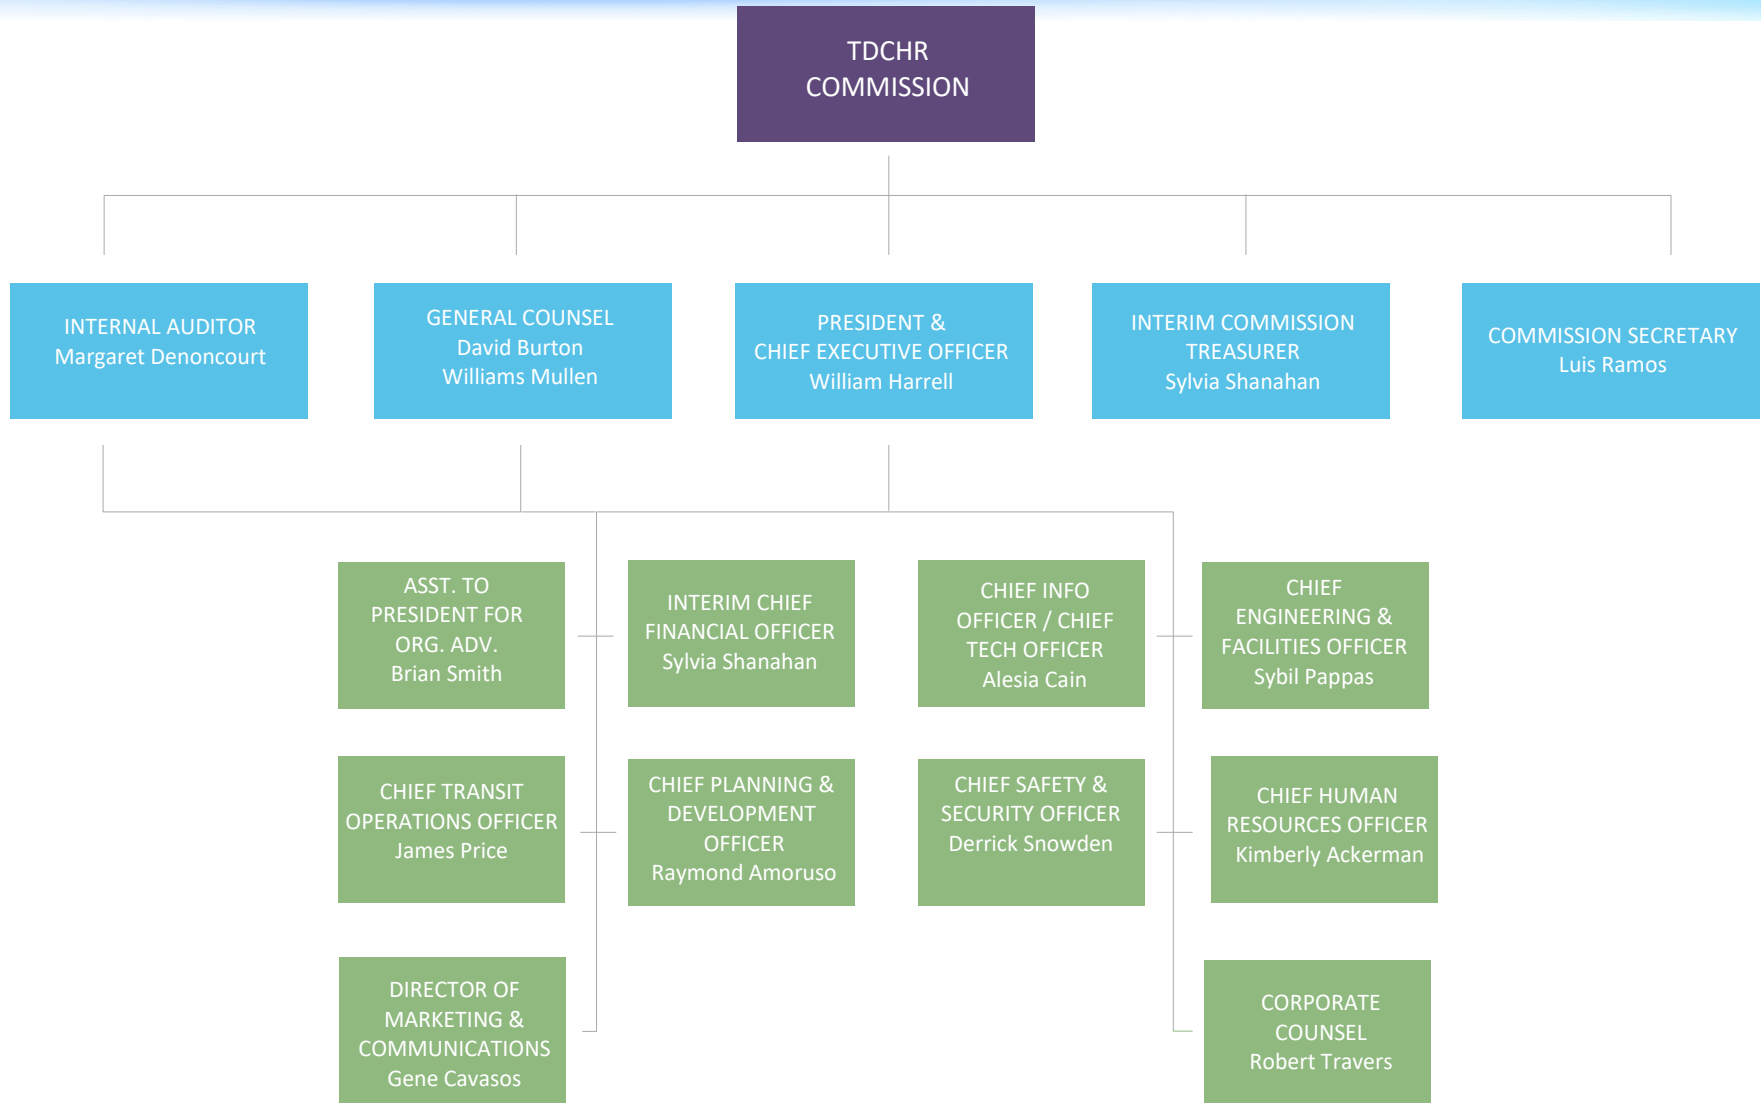 TDCHR
COMMISSION
INTERNAL AUDITOR
Margaret Denoncourt
GENERAL COUNSEL
David Burton
Williams Mullen
PRESIDENT &
CHIEF EXECUTIVE OFFICER
William Harrell
INTERIM COMMISSION
TREASURER
Sylvia Shanahan
COMMISSION SECRETARY
Luis Ramos
ASST. TO
PRESIDENT FOR
ORG. ADV.
Brian Smith
INTERIM CHIEF
FINANCIAL OFFICER
Sylvia Shanahan
CHIEF INFO
OFFICER / CHIEF
TECH OFFICER
Alesia Cain
CHIEF
ENGINEERING &
FACILITIES OFFICER
Sybil Pappas
CHIEF TRANSIT
OPERATIONS OFFICER
James Price
CHIEF PLANNING &
DEVELOPMENT
OFFICER
Raymond Amoruso
CHIEF SAFETY &
SECURITY OFFICER
Derrick Snowden
CHIEF HUMAN
RESOURCES OFFICER
Kimberly Ackerman
DIRECTOR OF
MARKETING &
COMMUNICATIONS
Gene Cavasos
CORPORATE
COUNSEL
Robert Travers